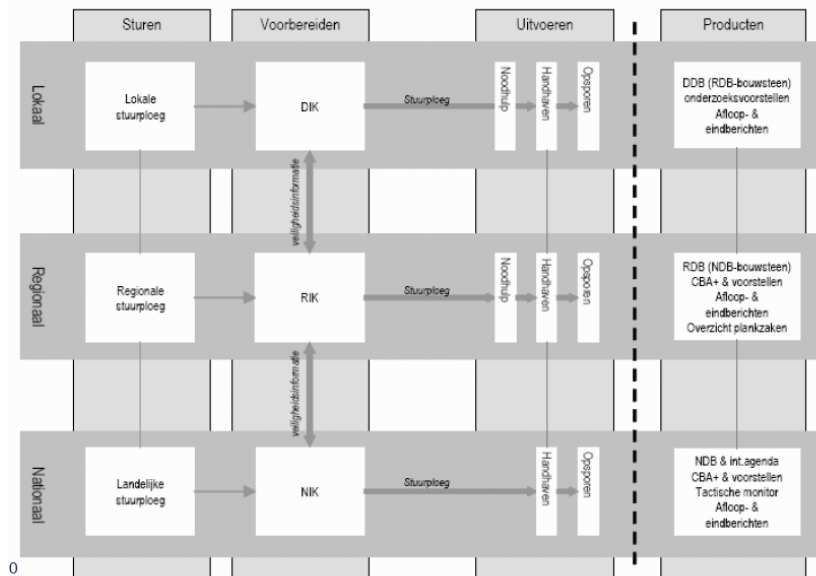 Sturen
Voorbereiden
Uitvoeren
Producten
Lokaal
Lokale
stuurploeg
DIK
Stuurploeg
Noodhulp
Handhaven
Opsporen
DDB (RDB-bouwsteen)
onderzoeksvoorstellen
Afloop- &
eindberichten
veiligheidsinformatie
Regionaal
Regionale
stuurploeg
RIK
Stuurploeg
Noodhulp
Handhaven
Opsporen
RDB (NDB-bouwsteen)
CBA+ & voorstellen
Afloop- &
eindberichten
Overzicht plankzaken
veiligheidsinformatie
Nationaal
Landelijke
stuurploeg
NIK
Stuurploeg
Handhaven
Opsporen
NDB & int.agenda
CBA+ & voorstellen
Tactische monitor
Afloop- &
eindberichten
0